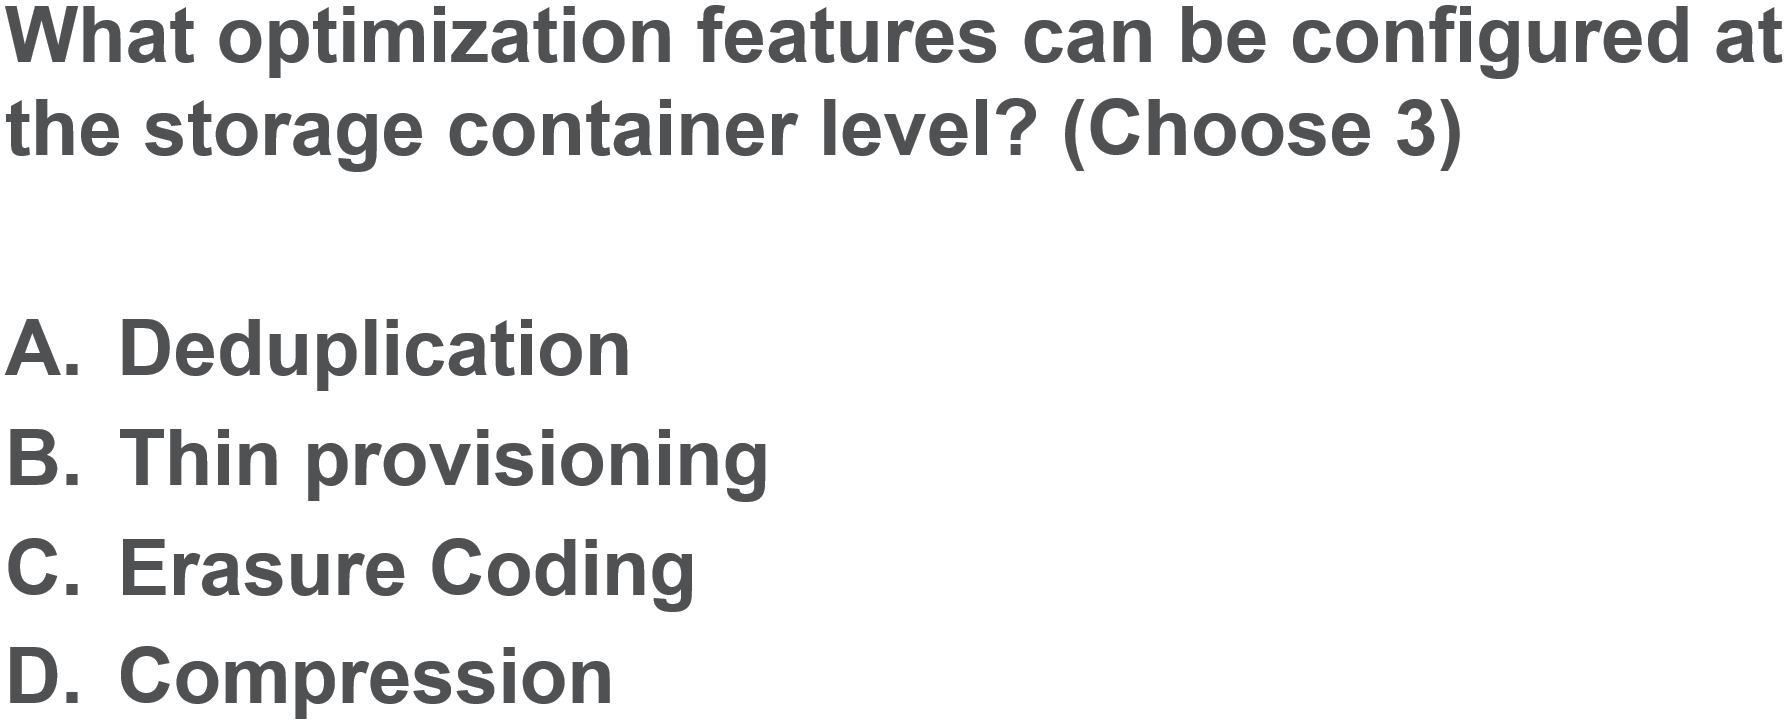 What optimization features can be configured at
the storage container level? (Choose 3)
A. Deduplication
B. Thin provisioning
C. Erasure Coding
D. Compression